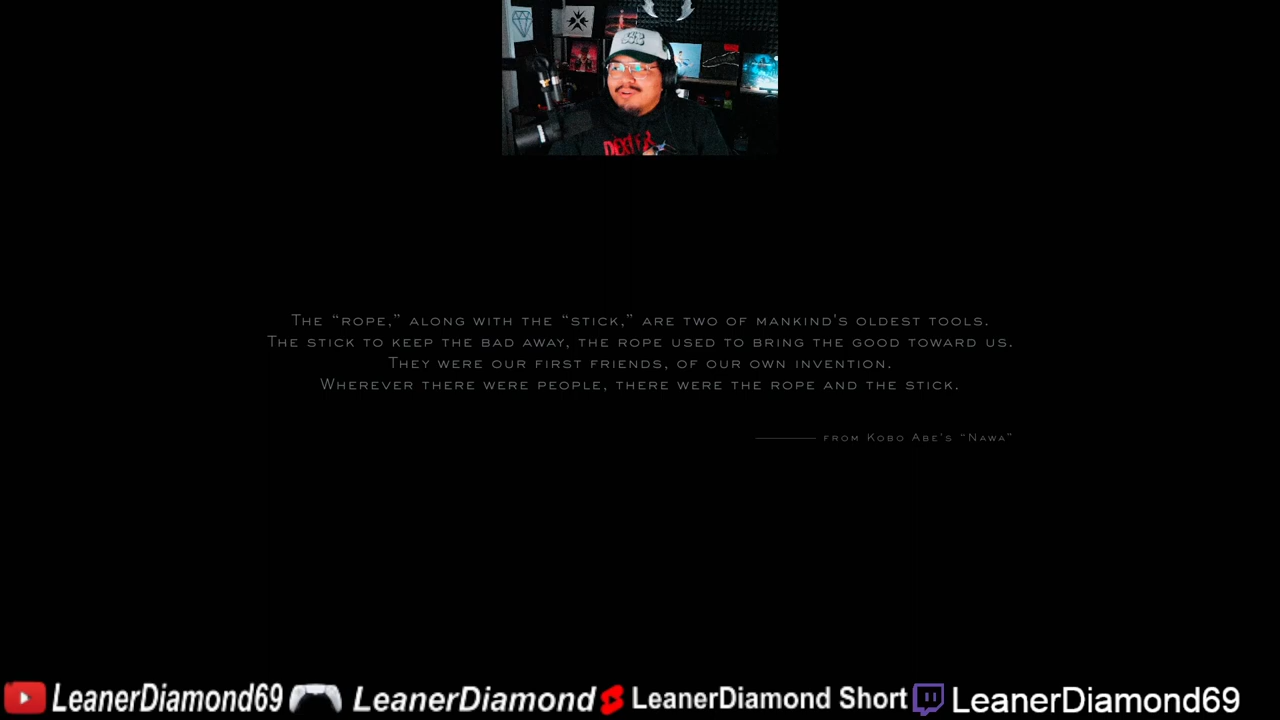 THE “ROPE,” ALONG WITH THE “STICK,” ARE TWO OF MANKIND'S OLDEST TOOLS.
THE STICK TO KEEP THE BAD AWAY, THE ROPE USED TO BRING THE GOOD TOWARD US.
THEY WERE OUR FIRST FRIENDS, OF OUR OWN INVENTION.
WHEREVER THERE WERE PEOPLE, THERE WERE THE ROPE AND THE STICK.
FROM KOBO ABE'S “NAWA”
LeanerDiamond69 LeanerDiamond LeanerDiamond Short LeanerDiamond69